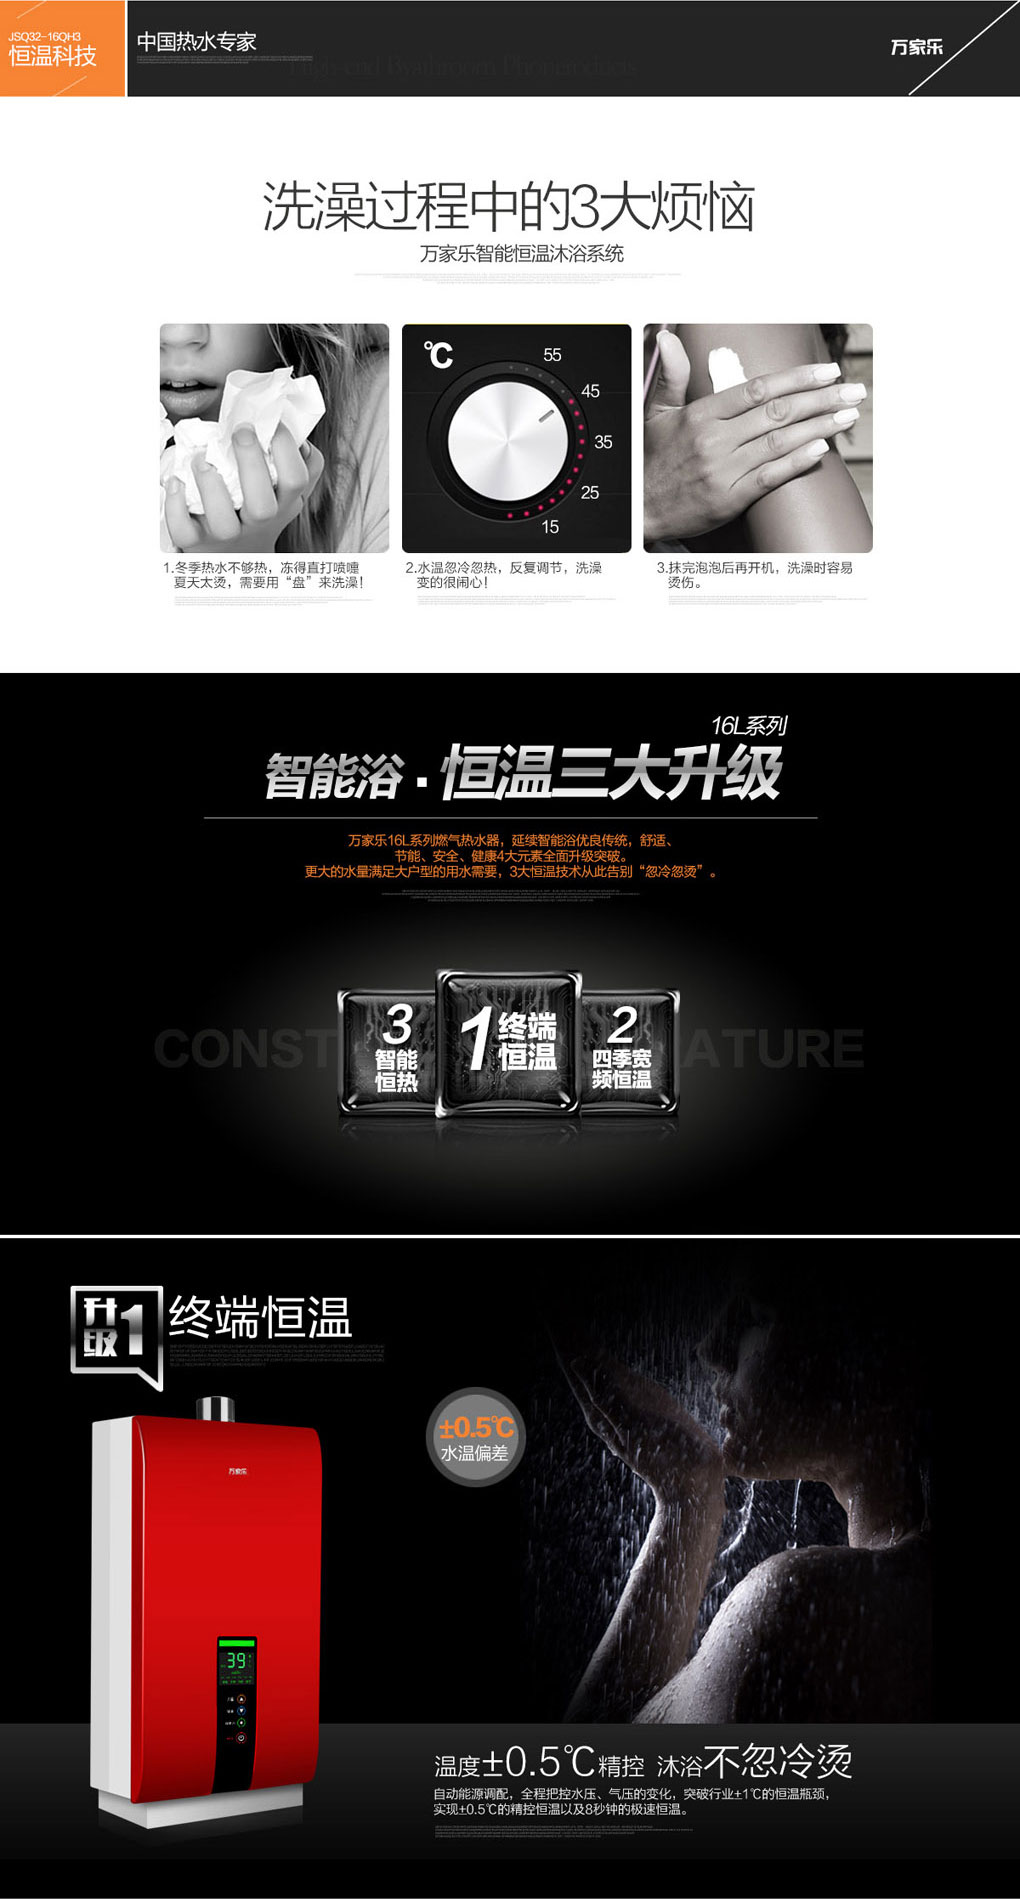 JSQ32-16QH3
恒温科技
中国热水专家
High-end Byathroom Phonroducts
万家乐
洗澡过程中的3大烦恼
万家乐智能恒温沐浴系统
℃
55
45
35
25
15
1.冬季热水不够热，冻得直打喷嚏
夏天太烫，需要用“盘”来洗澡！
2.水温忽冷忽热，反复调节，洗澡
变的很闹心！
3.抹完泡泡后再开机，洗澡时容易
烫伤。
16L系列
智能浴 . 恒温三大升级
万家乐16L系列燃气热水器，延续智能浴优良传统，舒适、
节能、安全、健康4大元素全面升级突破。
更大的水量满足大户型的用水需要，3大恒温技术从此告别“忽冷忽烫”。
CONST
ATURE
3
智能
恒热
1
终端
恒温
2
四季宽
频恒温
升级1
终端恒温
±0.5℃
水温偏差
万家乐
39
温度±0.5℃精控 沐浴不忽冷烫
自动能源调配，全程把控水压、气压的变化，突破行业±1℃的恒温瓶颈，
实现±0.5℃的精控恒温以及8秒钟的极速恒温。